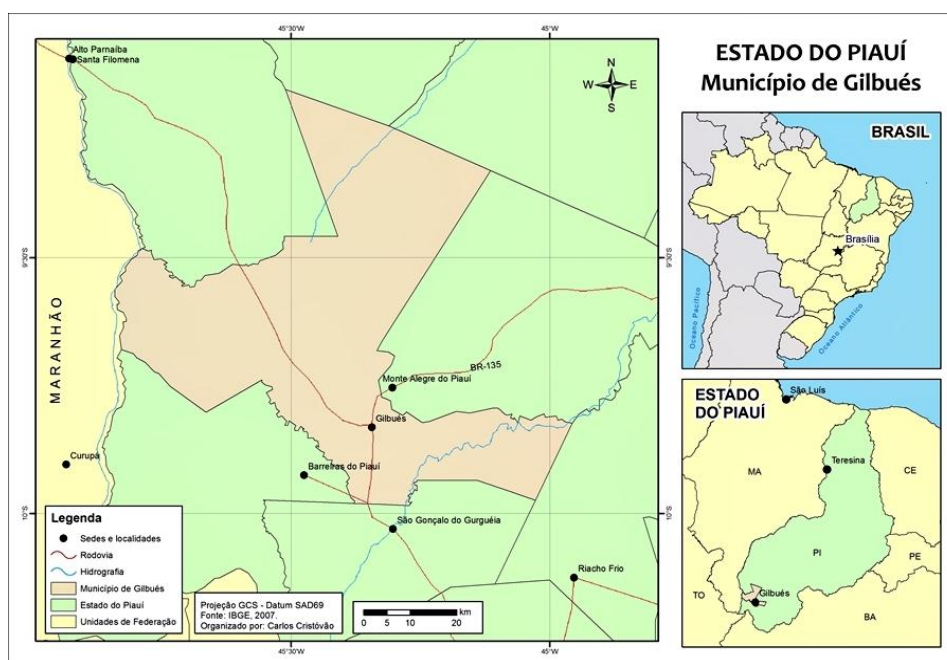 ESTADO DO PIAUÍ
Município de Gilbués
45°30'W
45°W
Alto Parnaíba
Santa Filomena
N
W E
S
9°30'S
9°30'S
MARANHÃO
BR-135
Monte Alegre do Piauí
Gilbués
Curupá
Barreiras do Piauí
São Gonçalo do Gurguéia
Riacho Frio
10°S
10°S
Legenda
Sedes e localidades
Rodovia
Hidrografia
Município de Gilbués
Estado do Piauí
Unidades de Federação
Projeção GCS - Datum SAD69
Fonte: IBGE, 2007.
Organizado por: Carlos Cristóvão
0 5 10 20
km
45°30'W
45°W
BRASIL
Brasília
Oceano Pacífico
Oceano Atlântico
ESTADO
DO PIAUÍ
São Luís
Teresina
MA
CE
PI
PE
TO
Gilbués
BA